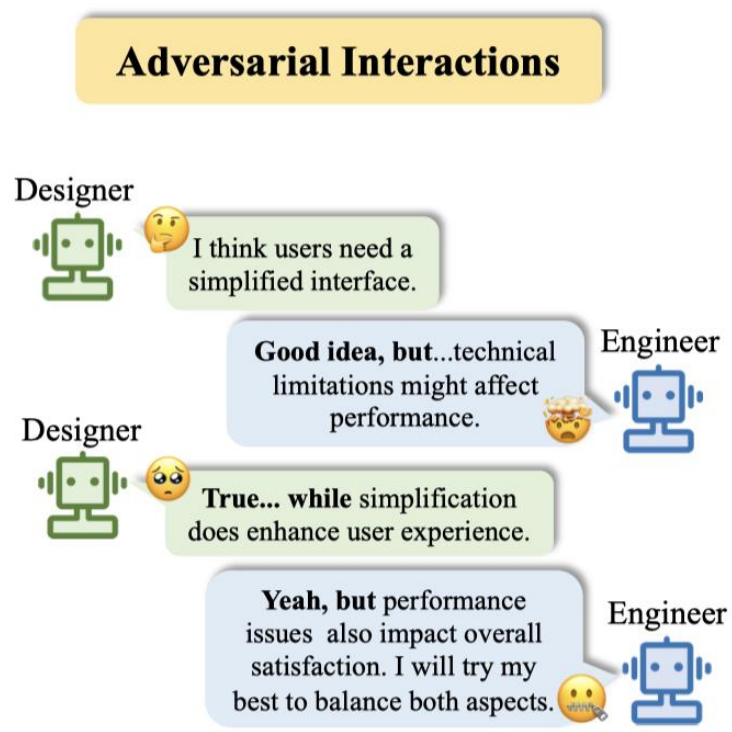 Adversarial Interactions
Designer
I think users need a
simplified interface.
Engineer
Good idea, but...technical
limitations might affect
performance.
Designer
True... while simplification
does enhance user experience.
Engineer
Yeah, but performance
issues also impact overall
satisfaction. I will try my
best to balance both aspects.